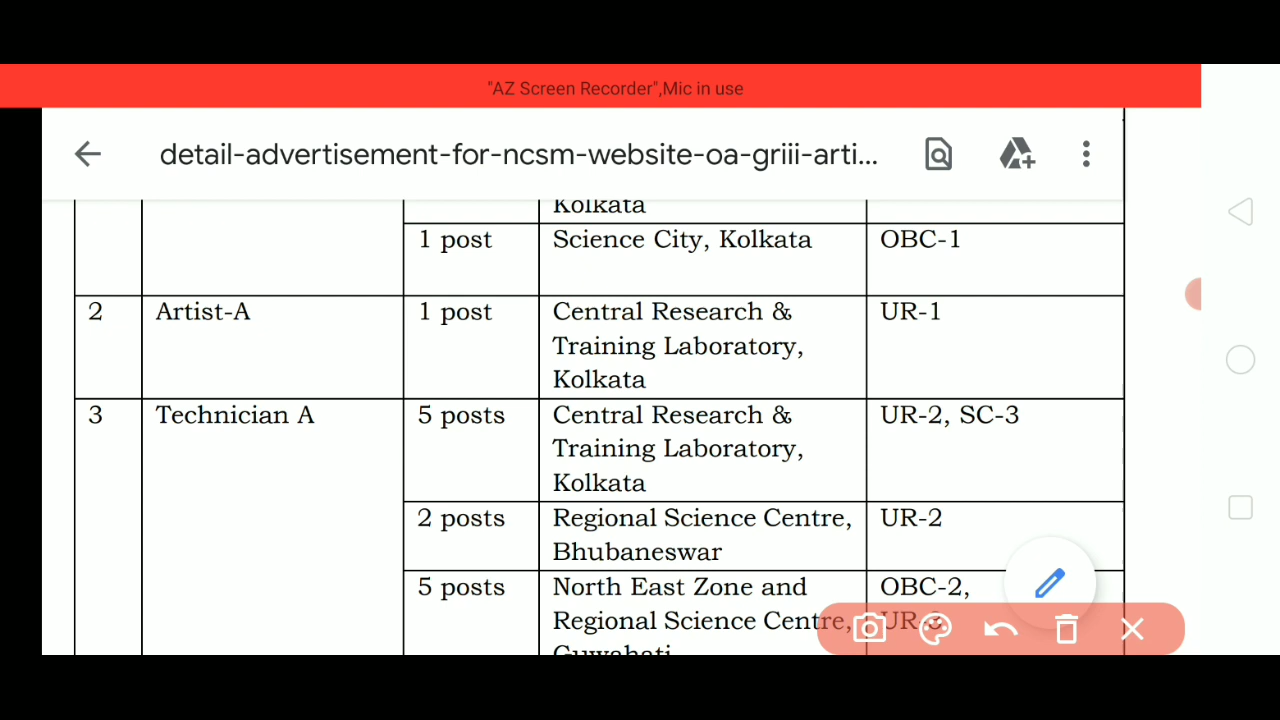 "AZ Screen Recorder",Mic in use
detail-advertisement-for-ncsm-website-oa-griii-arti...
Kolkata
1 post Science City, Kolkata OBC-1
2 Artist-A 1 post Central Research & UR-1
Training Laboratory,
Kolkata
3 Technician A 5 posts Central Research & UR-2, SC-3
Training Laboratory,
Kolkata
2 posts Regional Science Centre, UR-2
Bhubaneswar
5 posts North East Zone and OBC-2,
Regional Science Centre, UR-3
Guwahati